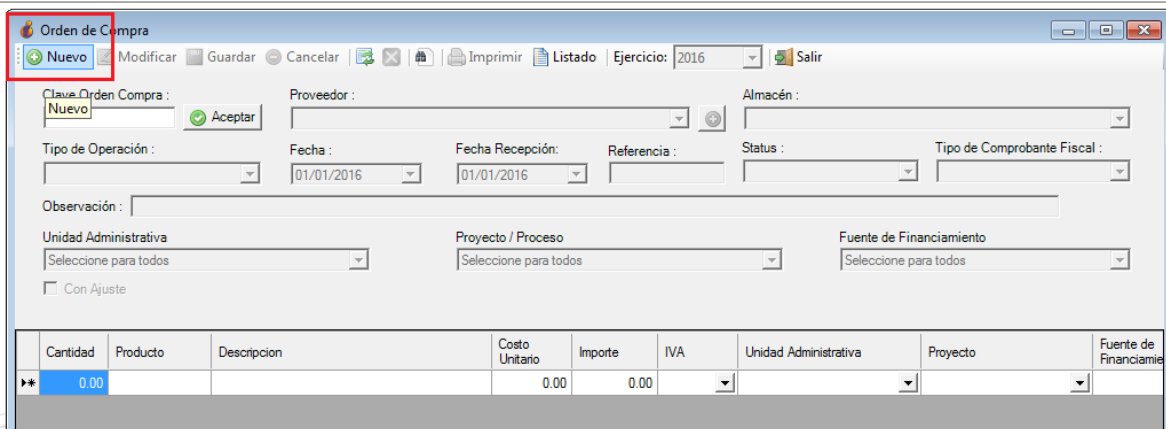 Orden de Compra
Nuevo Modificar Guardar Cancelar Imprimir Listado Ejercicio: 2016 Salir
Clave Orden Compra : Proveedor : Almacén :
Nuevo Aceptar
Tipo de Operación : Fecha : Fecha Recepción: Referencia : Status : Tipo de Comprobante Fiscal :
01/01/2016 01/01/2016
Observación :
Unidad Administrativa Proyecto / Proceso Fuente de Financiamiento
Seleccione para todos Seleccione para todos Seleccione para todos
Con Ajuste
Cantidad Producto Descripcion Costo Unitario Importe IVA Unidad Administrativa Proyecto Fuente de Financiamie
0.00 0.00 0.00